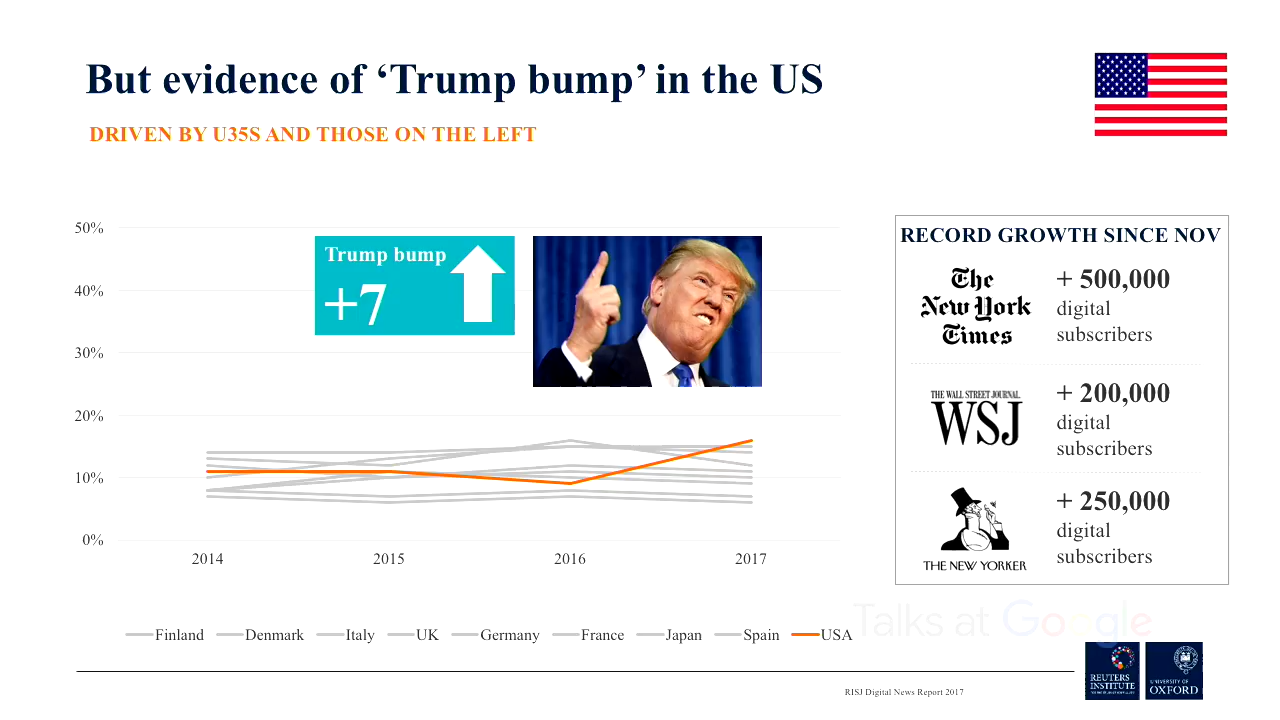 But evidence of ‘Trump bump’ in the US
DRIVEN BY U35S AND THOSE ON THE LEFT
50%
40%
30%
20%
10%
0%
Trump bump
+7
2014 2015 2016 2017
Finland Denmark Italy UK Germany France Japan Spain USA
RECORD GROWTH SINCE NOV
The
New York
Times
+ 500,000
digital
subscribers
THE WALL STREET JOURNAL
WSJ
+ 200,000
digital
subscribers
THE NEW YORKER
+ 250,000
digital
subscribers
Talks at Google
RISJ Digital News Report 2017
REUTERS
INSTITUTE
UNIVERSITY OF
OXFORD